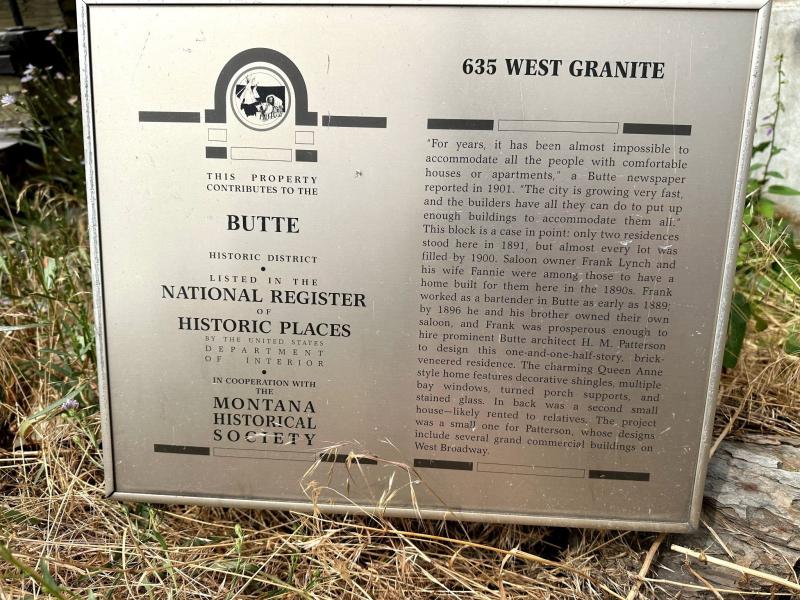 THIS PROPERTY
CONTRIBUTES TO THE
BUTTE
HISTORIC DISTRICT
•
LISTED IN THE
NATIONAL REGISTER
OF
HISTORIC PLACES
BY THE UNITED STATES
DEPARTMENT
OF INTERIOR
•
IN COOPERATION WITH
THE
MONTANA
HISTORICAL
SOCIETY
635 WEST GRANITE
"For years, it has been almost impossible to
accommodate all the people with comfortable
houses or apartments," a Butte newspaper
reported in 1901. "The city is growing very fast,
and the builders have all they can do to put up
enough buildings to accommodate them all."
This block is a case in point: only two residences
stood here in 1891, but almost every lot was
filled by 1900. Saloon owner Frank Lynch and
his wife Fannie were among those to have a
home built for them here in the 1890s. Frank
worked as a bartender in Butte as early as 1889;
by 1896 he and his brother owned their own
saloon, and Frank was prosperous enough to
hire prominent Butte architect H. M. Patterson
to design this one-and-one-half-story, brick-
veneered residence. The charming Queen Anne
style home features decorative shingles, multiple
bay windows, turned porch supports, and
stained glass. In back was a second small
house—likely rented to relatives. The project
was a small one for Patterson, whose designs
include several grand commercial buildings on
West Broadway.